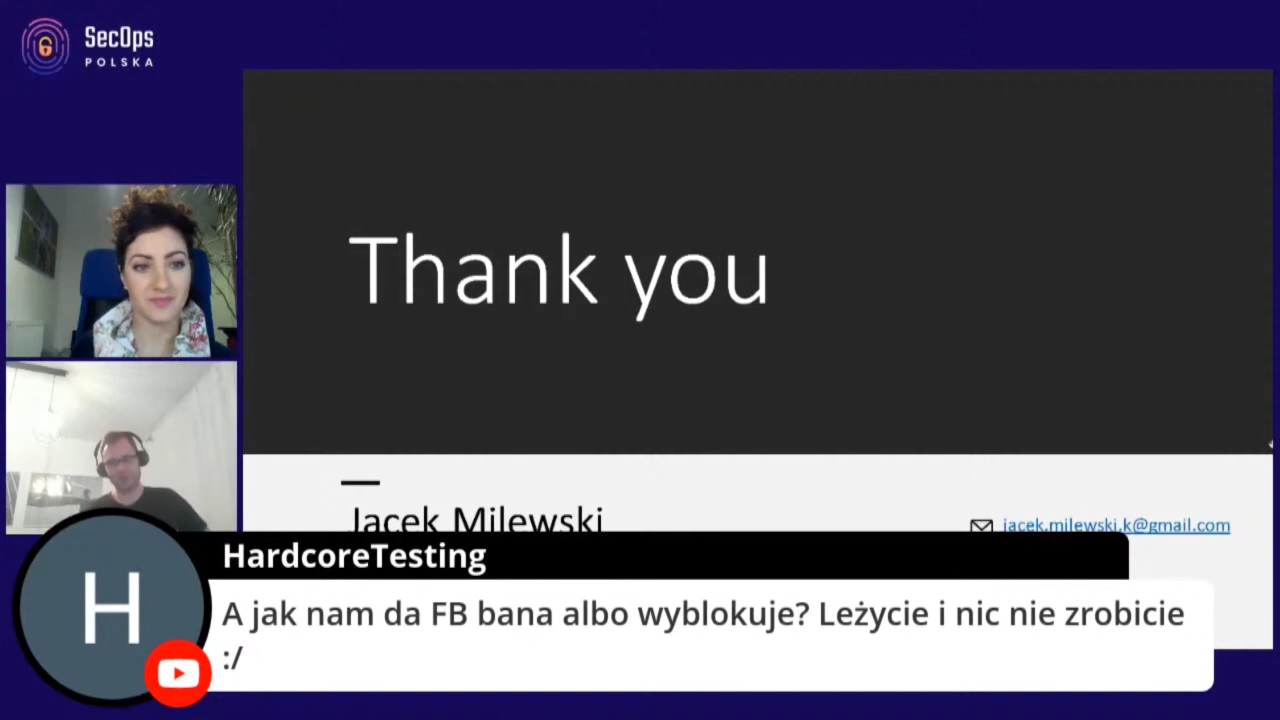 SecOps
POLSKA
Thank you
Jacek Milewski
jacek.milewski.k@gmail.com
H
HardcoreTesting
A jak nam da FB bana albo wyblokuje? Leżycie i nic nie zrobicie
:/